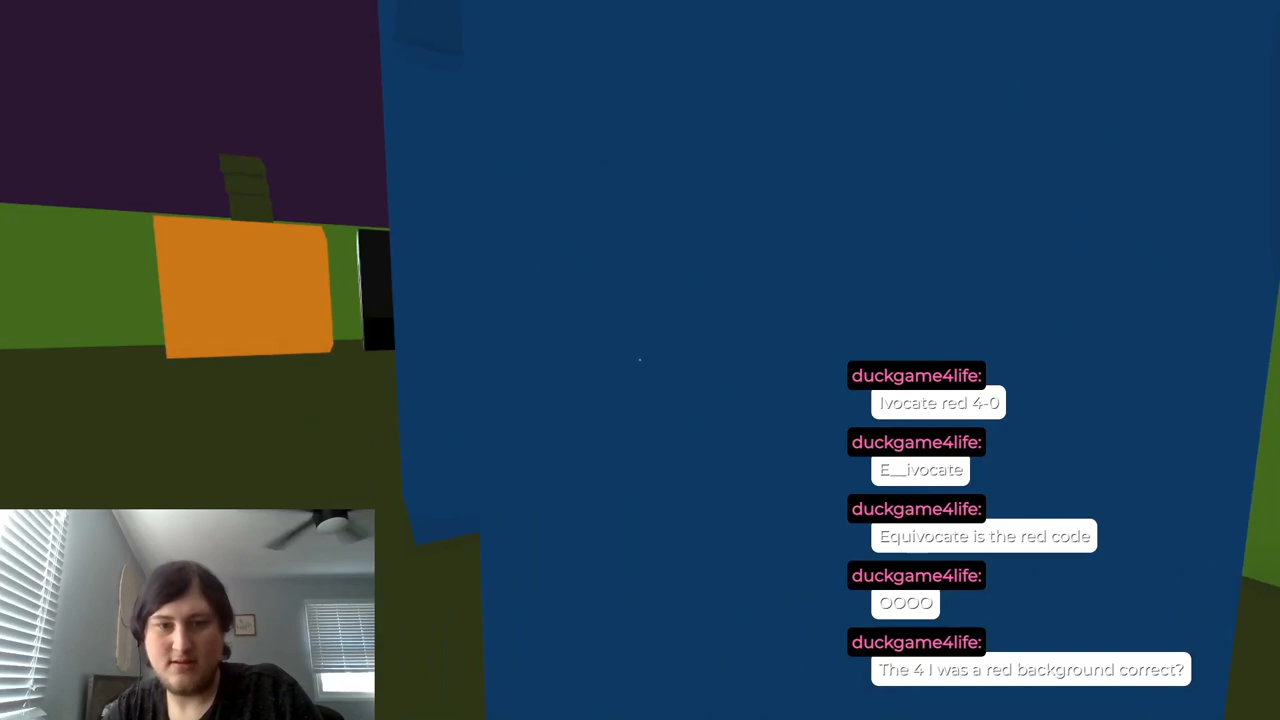 duckgame4life:
Ivocate red 4-0
duckgame4life:
E__ivocate
duckgame4life:
Equivocate is the red code
duckgame4life:
OOOO
duckgame4life:
The 4 I was a red background correct?